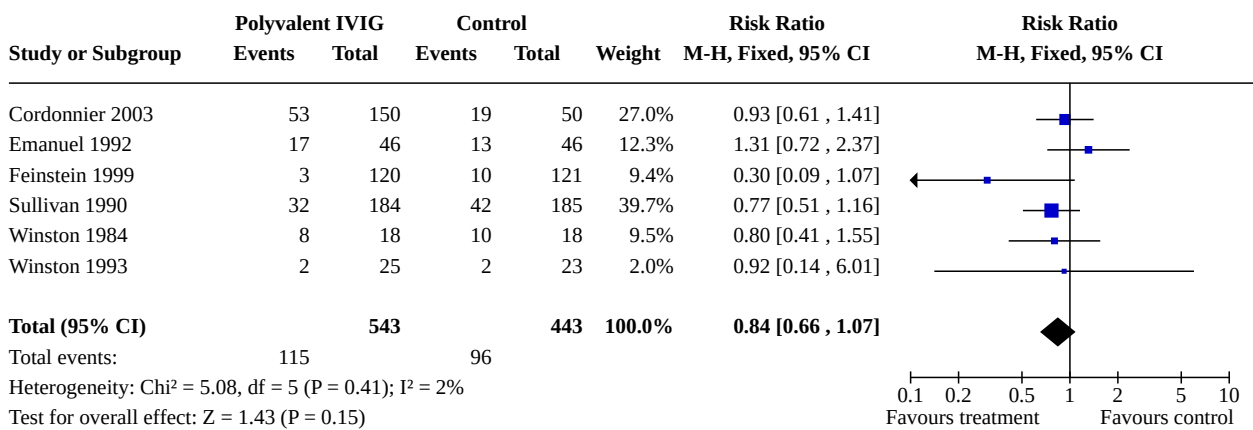 Polyvalent IVIG Control Risk Ratio Risk Ratio
Study or Subgroup Events Total Events Total Weight M-H, Fixed, 95% CI M-H, Fixed, 95% CI
Cordonnier 2003 53 150 19 50 27.0% 0.93 [0.61 , 1.41]
Emanuel 1992 17 46 13 46 12.3% 1.31 [0.72 , 2.37]
Feinstein 1999 3 120 10 121 9.4% 0.30 [0.09 , 1.07]
Sullivan 1990 32 184 42 185 39.7% 0.77 [0.51 , 1.16]
Winston 1984 8 18 10 18 9.5% 0.80 [0.41 , 1.55]
Winston 1993 2 25 2 23 2.0% 0.92 [0.14 , 6.01]
Total (95% CI) 543 443 100.0% 0.84 [0.66 , 1.07]
Total events: 115 96
Heterogeneity: Chi² = 5.08, df = 5 (P = 0.41); I² = 2%
Test for overall effect: Z = 1.43 (P = 0.15)
0.1 0.2 0.5 1 2 5 10
Favours treatment Favours control